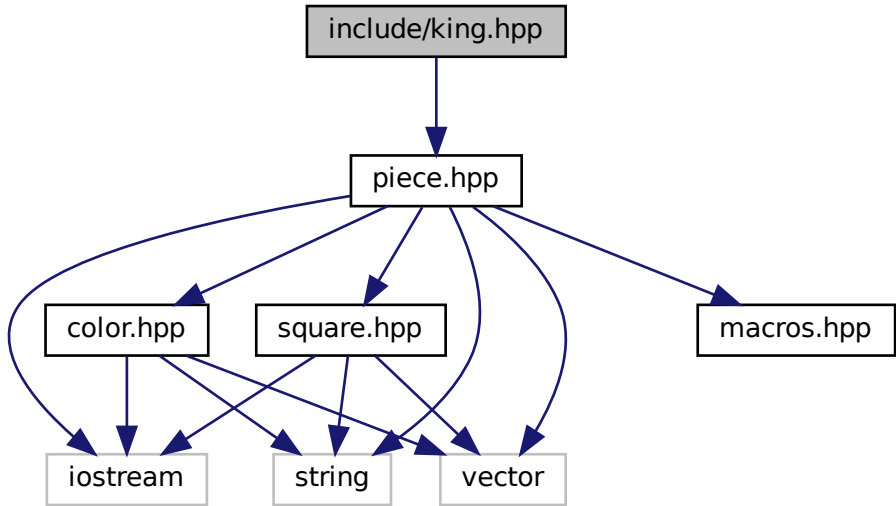 include/king.hpp
piece.hpp
color.hpp
square.hpp
macros.hpp
iostream
string
vector